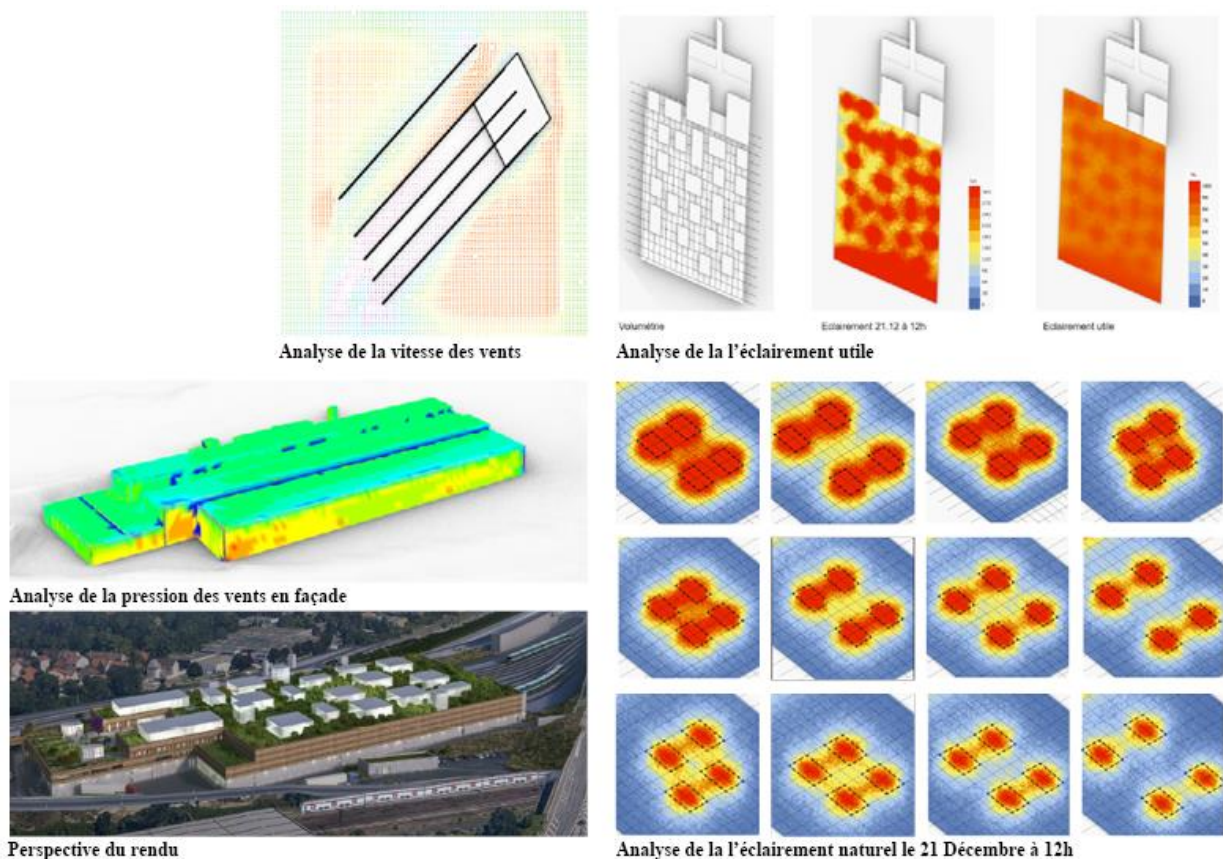 Volumétrie
Eclairement 21.12 à 12h
Eclairement utile
Analyse de la vitesse des vents
Analyse de la l'éclairement utile
Analyse de la pression des vents en façade
Perspective du rendu
Analyse de la l'éclairement naturel le 21 Décembre à 12h